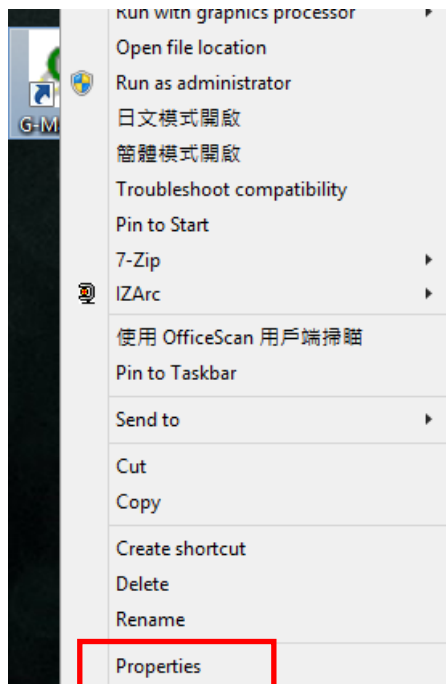 Run with graphics processor
Open file location
G-M
Run as administrator
日文模式開啟
簡體模式開啟
Troubleshoot compatibility
Pin to Start
7-Zip
IZArc
使用 OfficeScan 用戶端掃瞄
Pin to Taskbar
Send to
Cut
Copy
Create shortcut
Delete
Rename
Properties